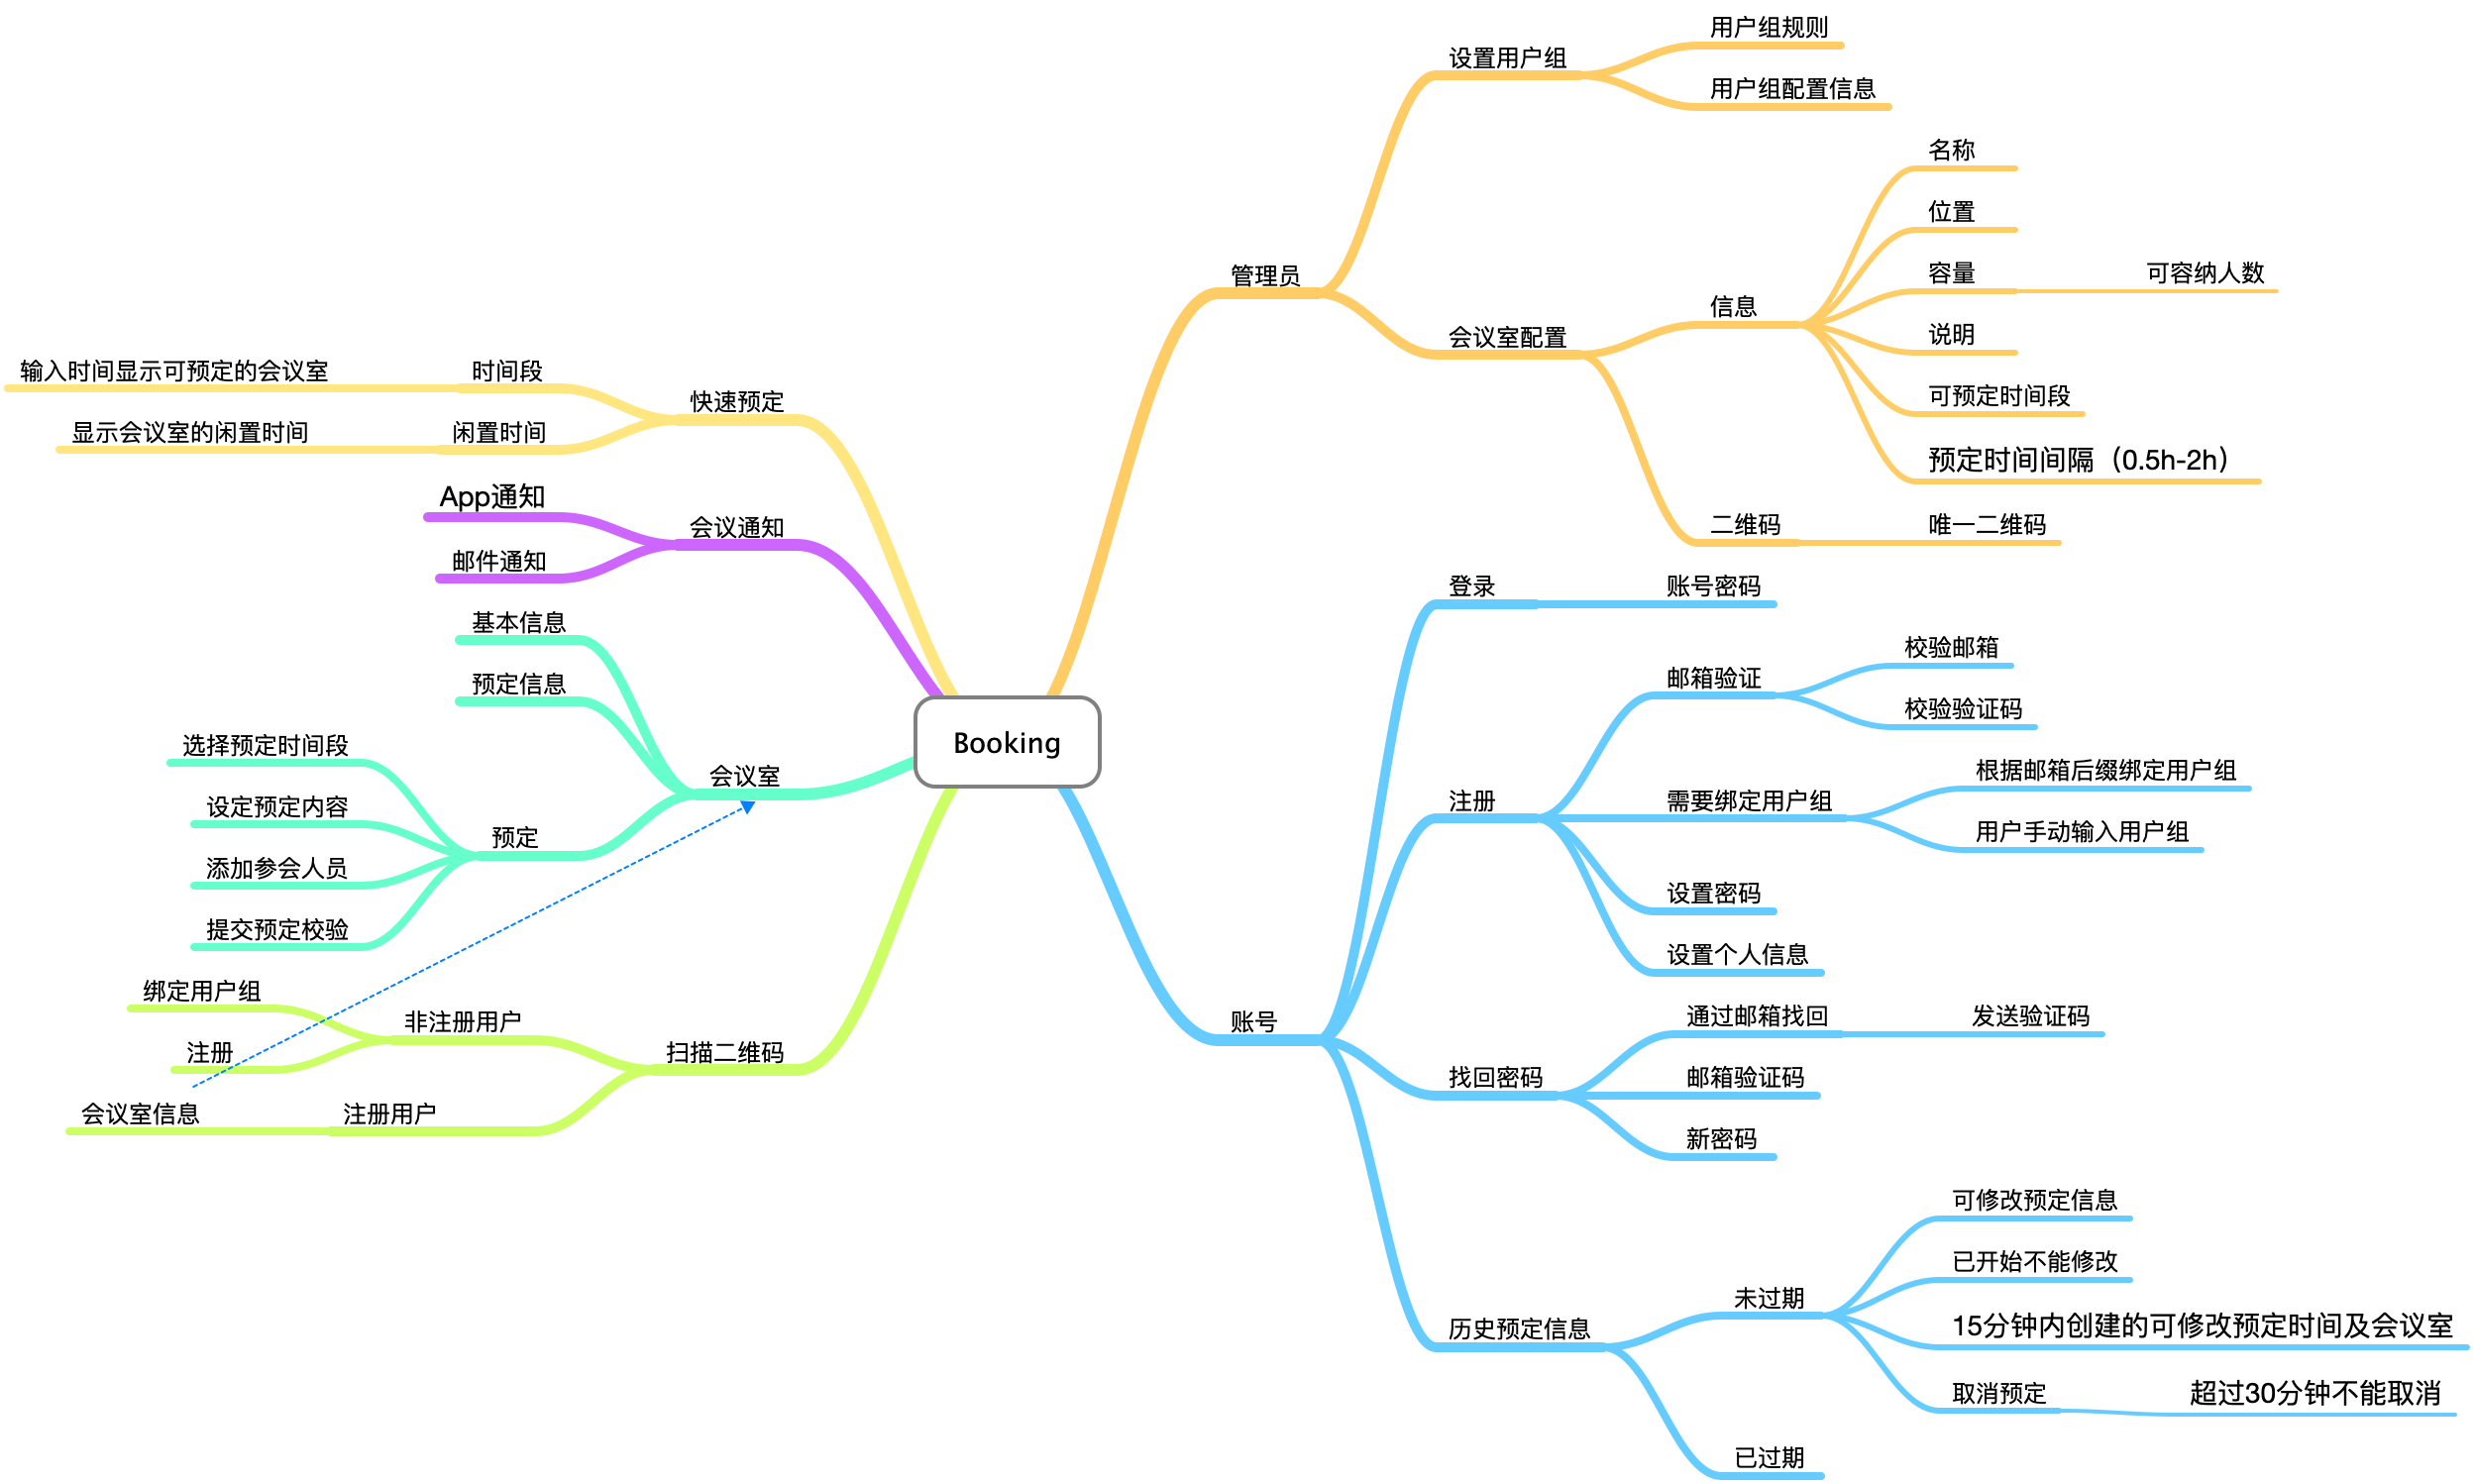 Booking
管理员
设置用户组
用户组规则
用户组配置信息
会议室配置
信息
名称
位置
容量
可容纳人数
说明
可预定时间段
预定时间间隔（0.5h-2h）
二维码
唯一二维码
账号
登录
账号密码
注册
邮箱验证
校验邮箱
校验验证码
需要绑定用户组
根据邮箱后缀绑定用户组
用户手动输入用户组
设置密码
设置个人信息
找回密码
通过邮箱找回
发送验证码
邮箱验证码
新密码
历史预定信息
未过期
可修改预定信息
已开始不能修改
15分钟内创建的可修改预定时间及会议室
取消预定
超过30分钟不能取消
已过期
快速预定
时间段
输入时间显示可预定的会议室
闲置时间
显示会议室的闲置时间
会议通知
App通知
邮件通知
会议室
基本信息
预定信息
预定
选择预定时间段
设定预定内容
添加参会人员
提交预定校验
扫描二维码
非注册用户
绑定用户组
注册
注册用户
会议室信息